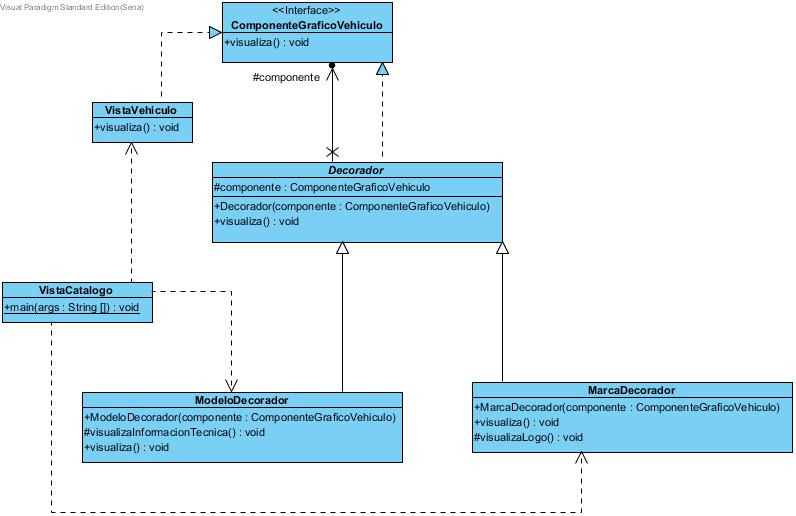 Visual Paradigm Standard Edition(Sena)
<<Interface>>
ComponenteGraficoVehiculo
+visualiza() : void
#componente
VistaVehiculo
+visualiza() : void
Decorador
#componente : ComponenteGraficoVehiculo
+Decorador(componente : ComponenteGraficoVehiculo)
+visualiza() : void
VistaCatalogo
+main(args : String []) : void
ModeloDecorador
+ModeloDecorador(componente : ComponenteGraficoVehiculo)
#visualizaInformacionTecnica() : void
+visualiza() : void
MarcaDecorador
+MarcaDecorador(componente : ComponenteGraficoVehiculo)
+visualiza() : void
#visualizaLogo() : void